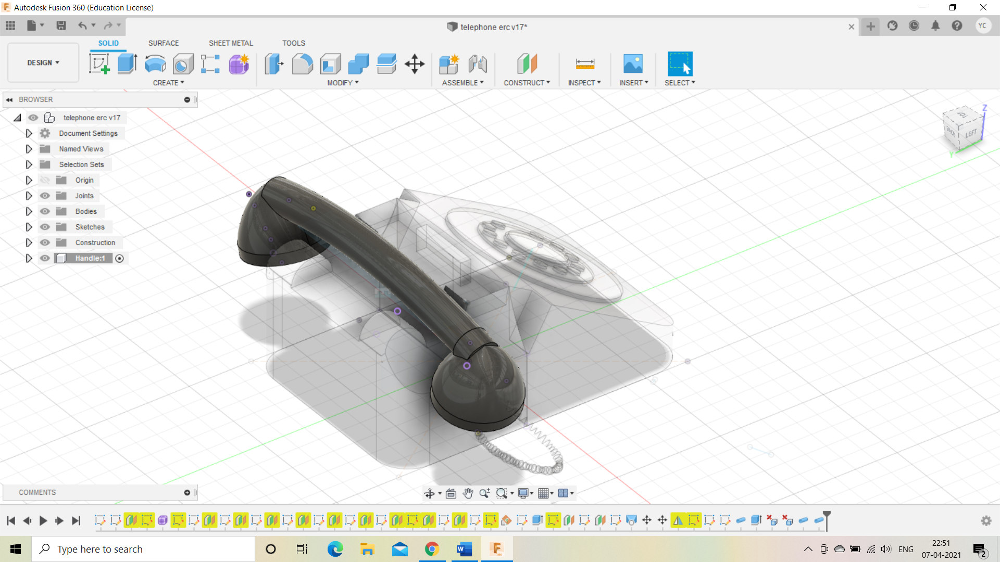 Autodesk Fusion 360 (Education License)
telephone erc v17*
YC
DESIGN
SOLID SURFACE SHEET METAL TOOLS
CREATE MODIFY ASSEMBLE CONSTRUCT INSPECT INSERT SELECT
BROWSER
telephone erc v17
Document Settings
Named Views
Selection Sets
Origin
Joints
Bodies
Sketches
Construction
Handle:1
Z
TOP
BACK LEFT
Y
COMMENTS
Type here to search
ENG
22:51
07-04-2021
2